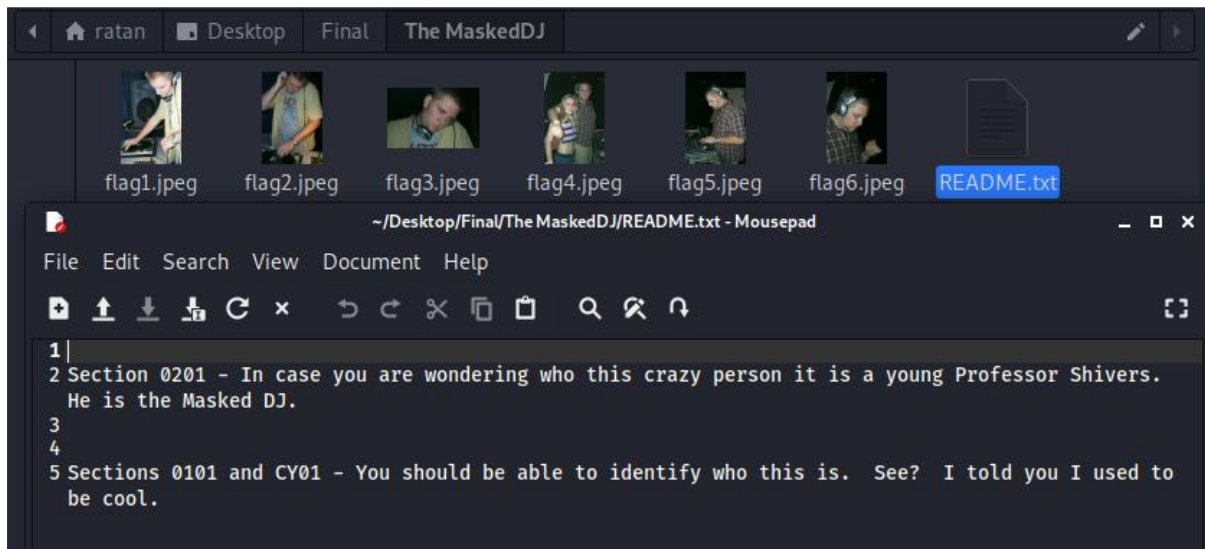 ratan Desktop Final The MaskedDJ
flag1.jpeg flag2.jpeg flag3.jpeg flag4.jpeg flag5.jpeg flag6.jpeg README.txt
~/Desktop/Final/The MaskedDJ/README.txt - Mousepad
File Edit Search View Document Help
1
2 Section 0201 – In case you are wondering who this crazy person it is a young Professor Shivers.
He is the Masked DJ.
3
4
5 Sections 0101 and CY01 – You should be able to identify who this is. See? I told you I used to
be cool.